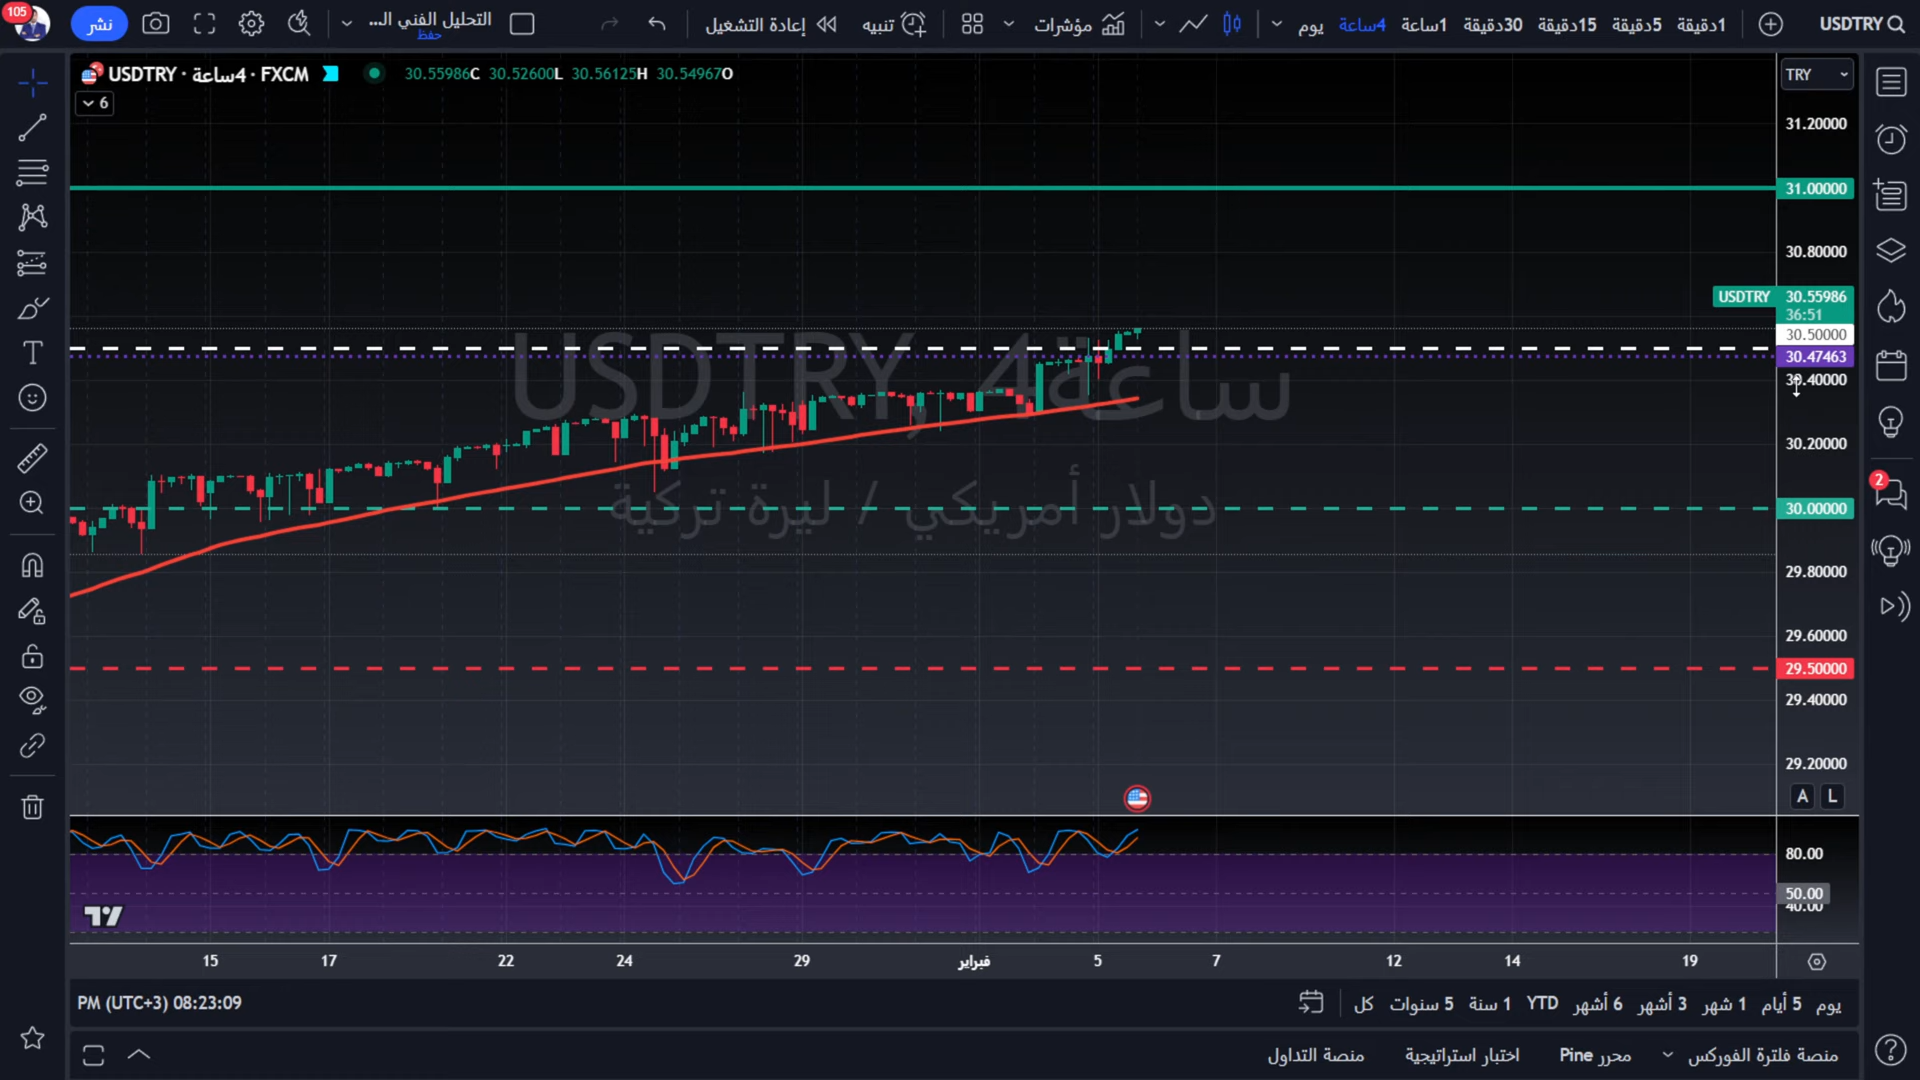 105
نشر
التحليل الفني الـ...
حفظ
إعادة التشغيل
تنبيه
مؤشرات
يوم
4ساعة
1ساعة
30دقيقة
15دقيقة
5دقيقة
1دقيقة
USDTRY
USDTRY · 4ساعة · FXCM
30.55986C 30.52600L 30.56125H 30.54967O
6
TRY
31.20000
31.00000
30.80000
USDTRY 30.55986
36:51
30.50000
30.47463
30.40000
30.20000
30.00000
29.80000
29.60000
29.50000
29.40000
29.20000
USDTRY, 4ساعة
دولار أمريكي / ليرة تركية
A L
2
80.00
50.00
40.00
15 17 22 24 29 فبراير 5 7 12 14 19
PM (UTC+3) 08:23:09
يوم 5 أيام 1 شهر 3 أشهر 6 أشهر YTD 1 سنة 5 سنوات كل
منصة فلترة الفوركس
محرر Pine
اختبار استراتيجية
منصة التداول